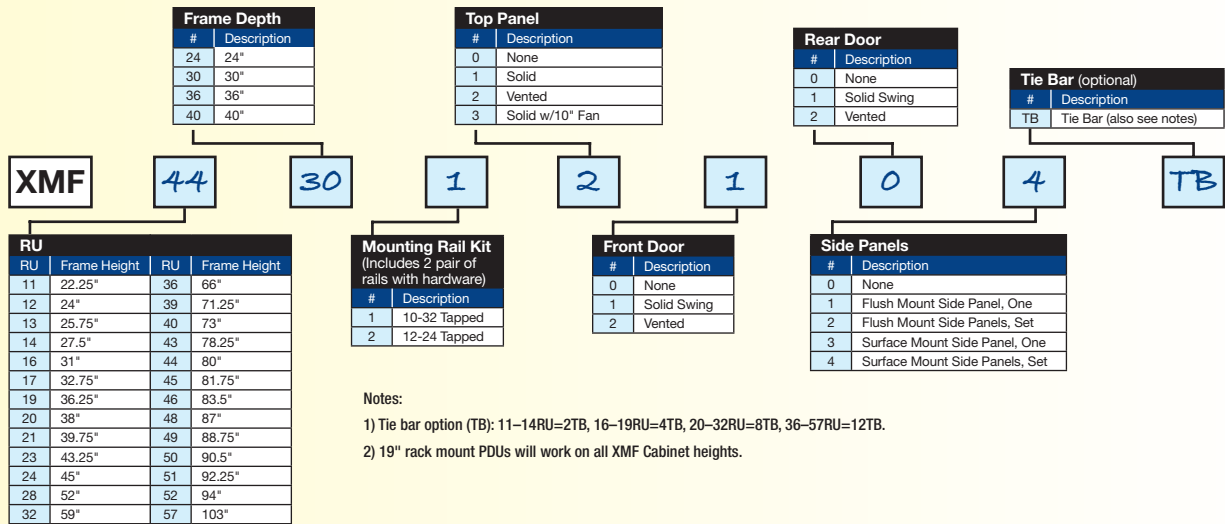 Frame Depth
# Description
24 24"
30 30"
36 36"
40 40"
Top Panel
# Description
0 None
1 Solid
2 Vented
3 Solid w/10" Fan
Rear Door
# Description
0 None
1 Solid Swing
2 Vented
Tie Bar (optional)
# Description
TB Tie Bar (also see notes)
XMF 44 30 1 2 1 0 4 TB
RU
RU Frame Height RU Frame Height
11 22.25" 36 66"
12 24" 39 71.25"
13 25.75" 40 73"
14 27.5" 43 78.25"
16 31" 44 80"
17 32.75" 45 81.75"
19 36.25" 46 83.5"
20 38" 48 87"
21 39.75" 49 88.75"
23 43.25" 50 90.5"
24 45" 51 92.25"
28 52" 52 94"
32 59" 57 103"
Mounting Rail Kit
(Includes 2 pair of
rails with hardware)
# Description
1 10-32 Tapped
2 12-24 Tapped
Front Door
# Description
0 None
1 Solid Swing
2 Vented
Side Panels
# Description
0 None
1 Flush Mount Side Panel, One
2 Flush Mount Side Panels, Set
3 Surface Mount Side Panel, One
4 Surface Mount Side Panels, Set
Notes:
1) Tie bar option (TB): 11–14RU=2TB, 16–19RU=4TB, 20–32RU=8TB, 36–57RU=12TB.
2) 19" rack mount PDUs will work on all XMF Cabinet heights.